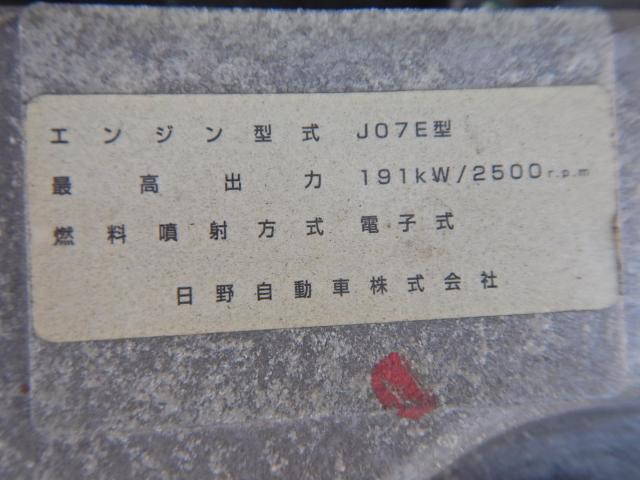 エンジン型式 J07E型
最高出力 191kW/2500r.p.m
燃料噴射方式 電子式
日野自動車株式会社